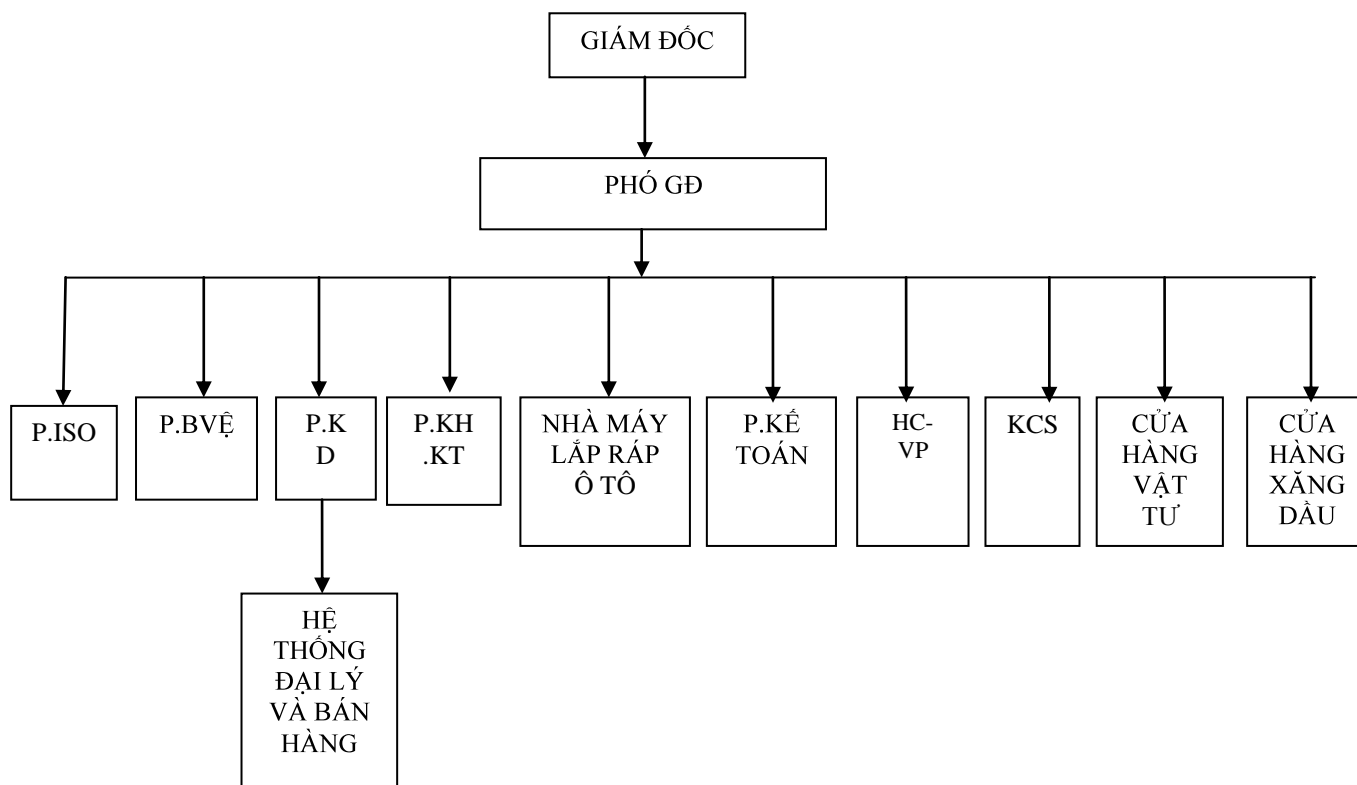 GIÁM ĐỐC
PHÓ GĐ
P.ISO
P.BVỆ
P.K
D
P.KH
.KT
NHÀ MÁY
LẮP RÁP
Ô TÔ
P.KẾ
TOÁN
HC-
VP
KCS
CỬA
HÀNG
VẬT
TƯ
CỬA
HÀNG
XĂNG
DẦU
HỆ
THỐNG
ĐẠI LÝ
VÀ BÁN
HÀNG